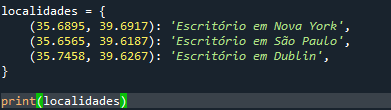 localidades = {
(35.6895, 39.6917): 'Escritório em Nova York',
(35.6565, 39.6187): 'Escritório em São Paulo',
(35.7458, 39.6267): 'Escritório em Dublin',
}
print(localidades)